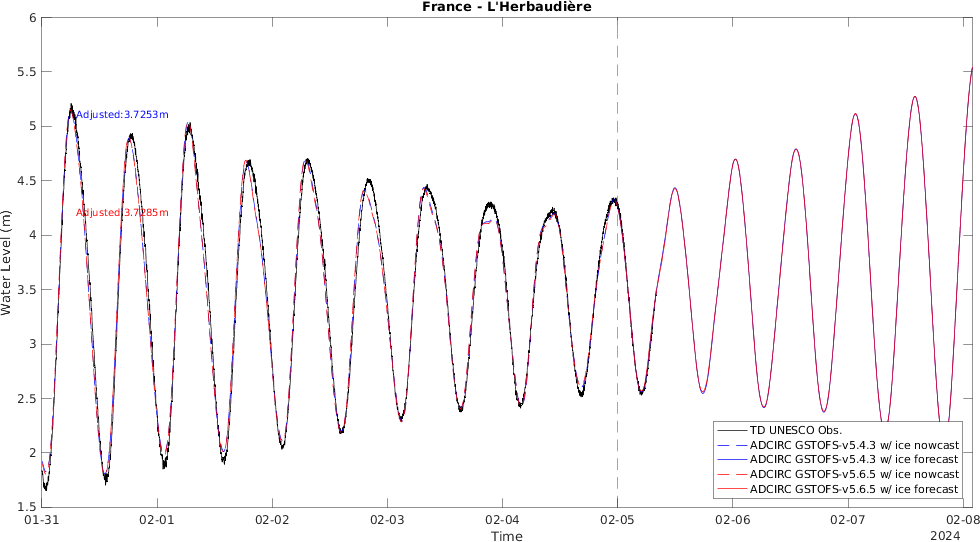 France - L'Herbaudière
6
5.5
5
4.5
4
3.5
3
2.5
2
1.5
Water Level (m)
Adjusted:3.7253m
Adjusted:3.7285m
TD UNESCO Obs.
ADCIRC GSTOFS-v5.4.3 w/ ice nowcast
ADCIRC GSTOFS-v5.4.3 w/ ice forecast
ADCIRC GSTOFS-v5.6.5 w/ ice nowcast
ADCIRC GSTOFS-v5.6.5 w/ ice forecast
01-31 02-01 02-02 02-03 02-04 02-05 02-06 02-07 02-08
Time
2024